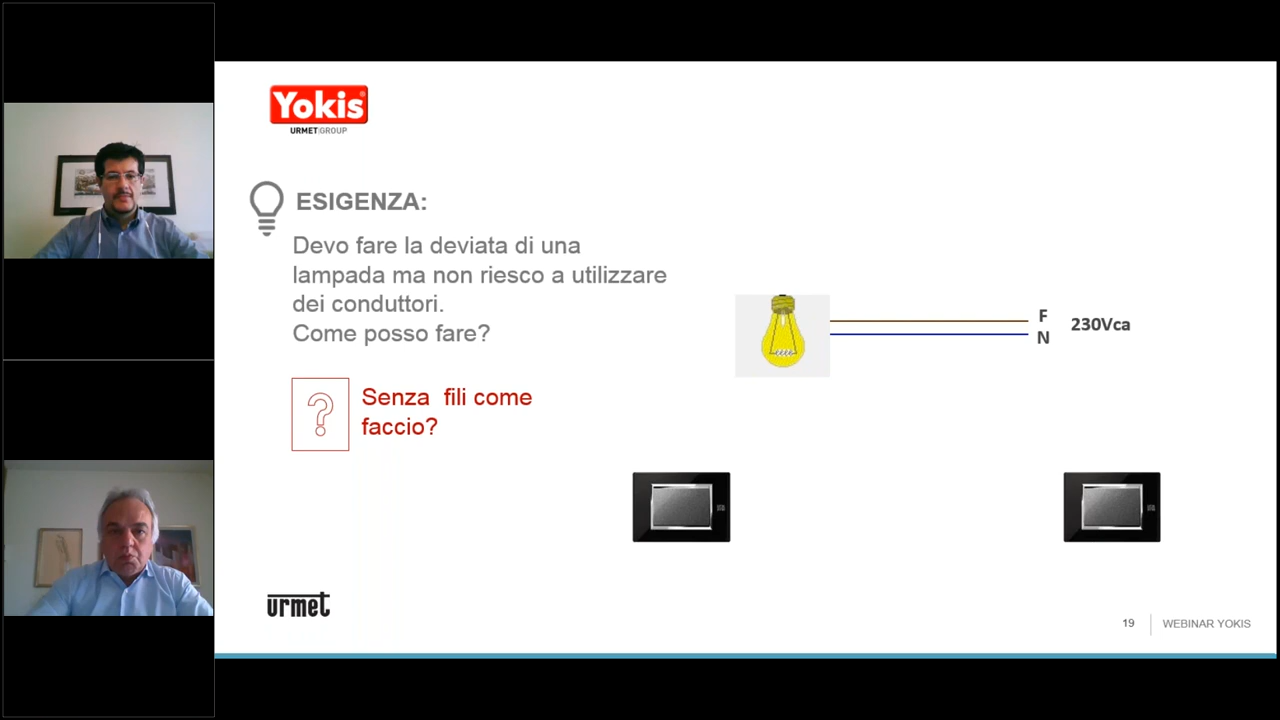 Yokis
URMET GROUP
ESIGENZA:
Devo fare la deviata di una
lampada ma non riesco a utilizzare
dei conduttori.
Come posso fare?
?
Senza fili come
faccio?
F
N
230Vca
urmet
19
WEBINAR YOKIS